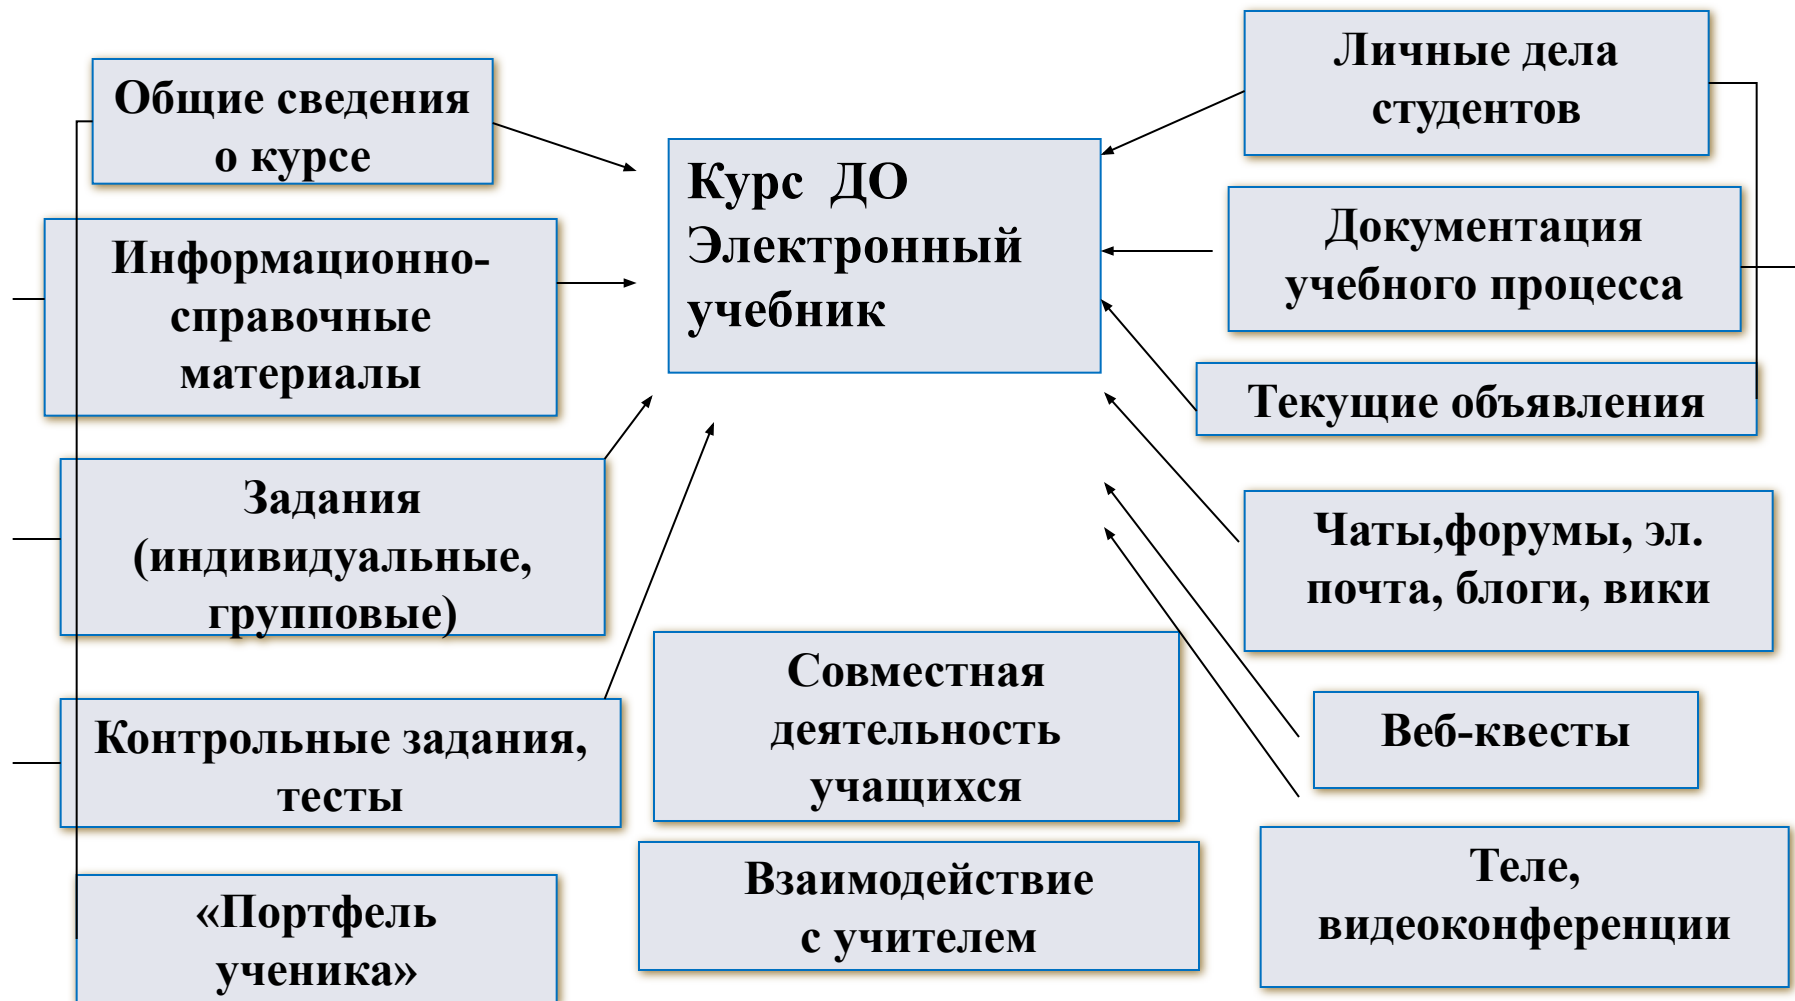 Общие сведения
о курсе
Информационно-
справочные
материалы
Задания
(индивидуальные,
групповые)
Контрольные задания,
тесты
«Портфель
ученика»
Курс ДО
Электронный
учебник
Совместная
деятельность
учащихся
Взаимодействие
с учителем
Личные дела
студентов
Документация
учебного процесса
Текущие объявления
Чаты,форумы, эл.
почта, блоги, вики
Веб-квесты
Теле,
видеоконференции